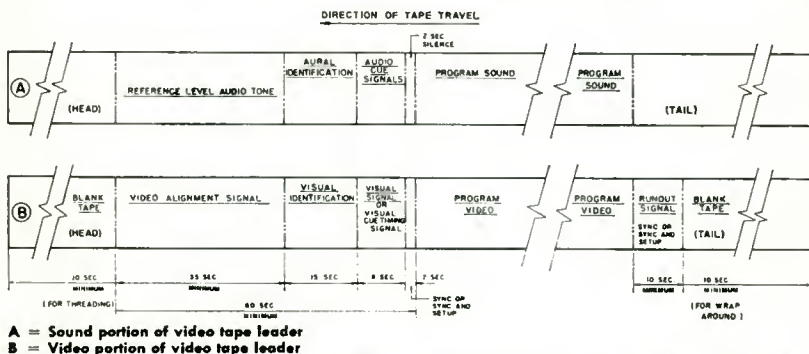 DIRECTION OF TAPE TRAVEL
2 SEC
SILENCE
A
(HEAD)
REFERENCE LEVEL AUDIO TONE
AURAL
IDENTIFICATION
AUDIO
CUE
SIGNALS
PROGRAM SOUND
PROGRAM
SOUND
(TAIL)
B
BLANK
TAPE
(HEAD)
VIDEO ALIGNMENT SIGNAL
VISUAL
IDENTIFICATION
VISUAL
SIGNAL
OR
VISUAL
CUE TIMING
SIGNAL
PROGRAM
VIDEO
PROGRAM
VIDEO
RUNOUT
SIGNAL
SYNC OR
SYNC AND
SETUP
BLANK
TAPE
(TAIL)
MINIMUM
(FOR THREADING)
35 SEC
MINIMUM
15 SEC
8 SEC
2 SEC
60 SEC
MINIMUM
SYNC OR
SYNC AND
SETUP
10 SEC
MINIMUM
10 SEC
MINIMUM
(FOR WRAP
AROUND)
A = Sound portion of video tape leader
B = Video portion of video tape leader